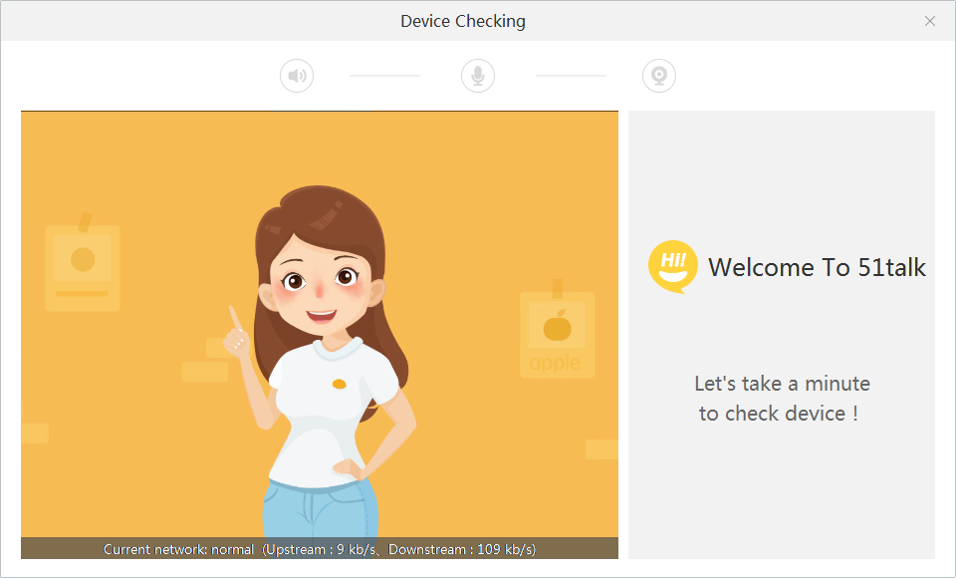 Device Checking
HI!
Welcome To 51talk
apple
Let's take a minute
to check device !
Current network: normal (Upstream : 9 kb/s、Downstream : 109 kb/s)